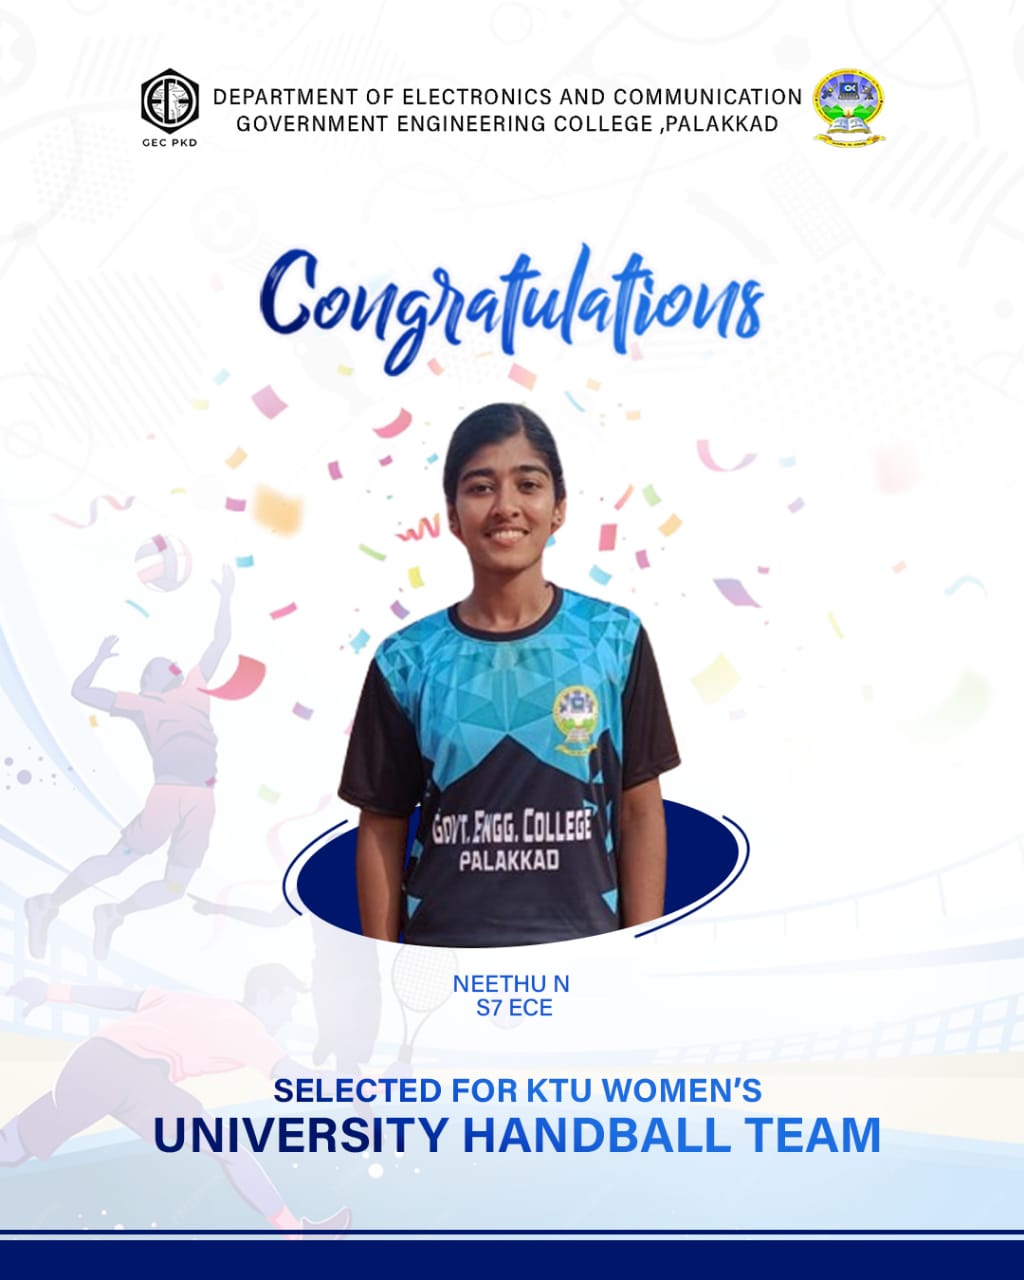 DEPARTMENT OF ELECTRONICS AND COMMUNICATION
GOVERNMENT ENGINEERING COLLEGE ,PALAKKAD
GEC PKD
Congratulations
GOVT. ENGG. COLLEGE
PALAKKAD
NEETHU N
S7 ECE
SELECTED FOR KTU WOMEN'S
UNIVERSITY HANDBALL TEAM